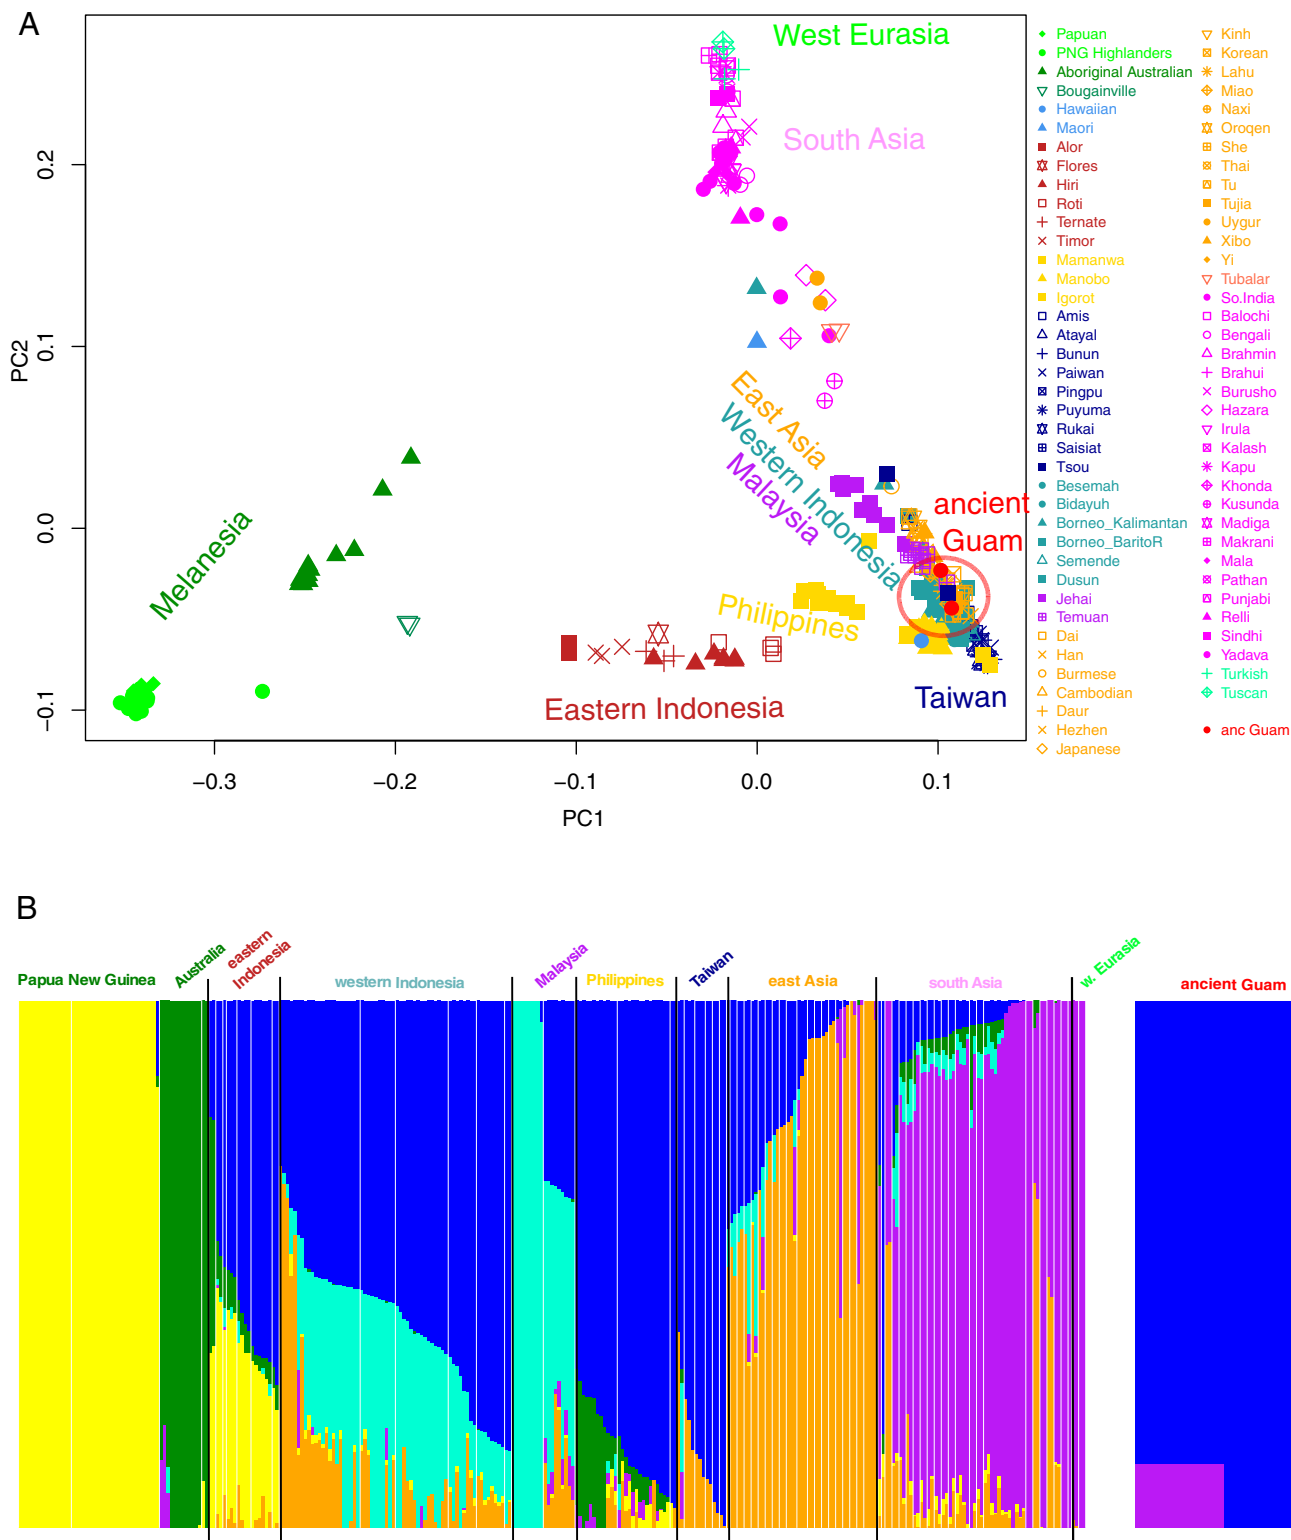 A
West Eurasia
South Asia
East Asia
Western Indonesia
Malaysia
ancient
Guam
Melanesia
Philippines
Eastern Indonesia
Taiwan
PC2
0.2
0.1
0.0
−0.1
−0.3
−0.2
−0.1
0.0
0.1
PC1
Papuan
PNG Highlanders
Aboriginal Australian
Bougainville
Hawaiian
Maori
Alor
Flores
Hiri
Roti
Ternate
Timor
Mamanwa
Manobo
Igorot
Amis
Atayal
Bunun
Paiwan
Pingpu
Puyuma
Rukai
Saisiat
Tsou
Besemah
Bidayuh
Borneo_Kalimantan
Borneo_BaritoR
Semende
Dusun
Jehai
Temuan
Dai
Han
Burmese
Cambodian
Daur
Hezhen
Japanese
Kinh
Korean
Lahu
Miao
Naxi
Oroqen
She
Thai
Tu
Tujia
Uygur
Xibo
Yi
Tubalar
So.India
Balochi
Bengali
Brahmin
Brahui
Burusho
Hazara
Irula
Kalash
Kapu
Khonda
Kusunda
Madiga
Makrani
Mala
Pathan
Punjabi
Relli
Sindhi
Yadava
Turkish
Tuscan
anc Guam
B
Papua New Guinea
Australia
eastern
Indonesia
western Indonesia
Malaysia
Philippines
Taiwan
east Asia
south Asia
w. Eurasia
ancient Guam